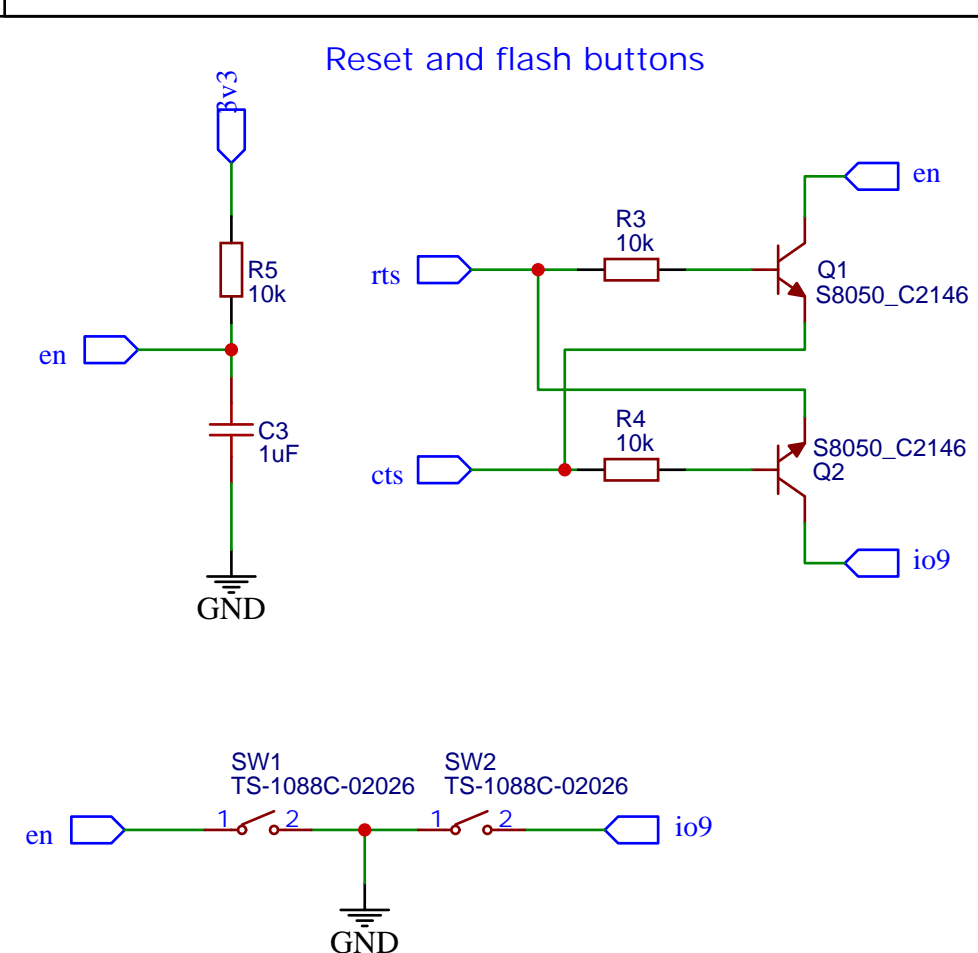 Reset and flash buttons
3v3
R5
10k
en
C3
1uF
GND
en
R3
10k
rts
Q1
S8050_C2146
R4
10k
cts
S8050_C2146
Q2
io9
SW1
TS-1088C-02026
SW2
TS-1088C-02026
en
1 2
1 2
io9
GND